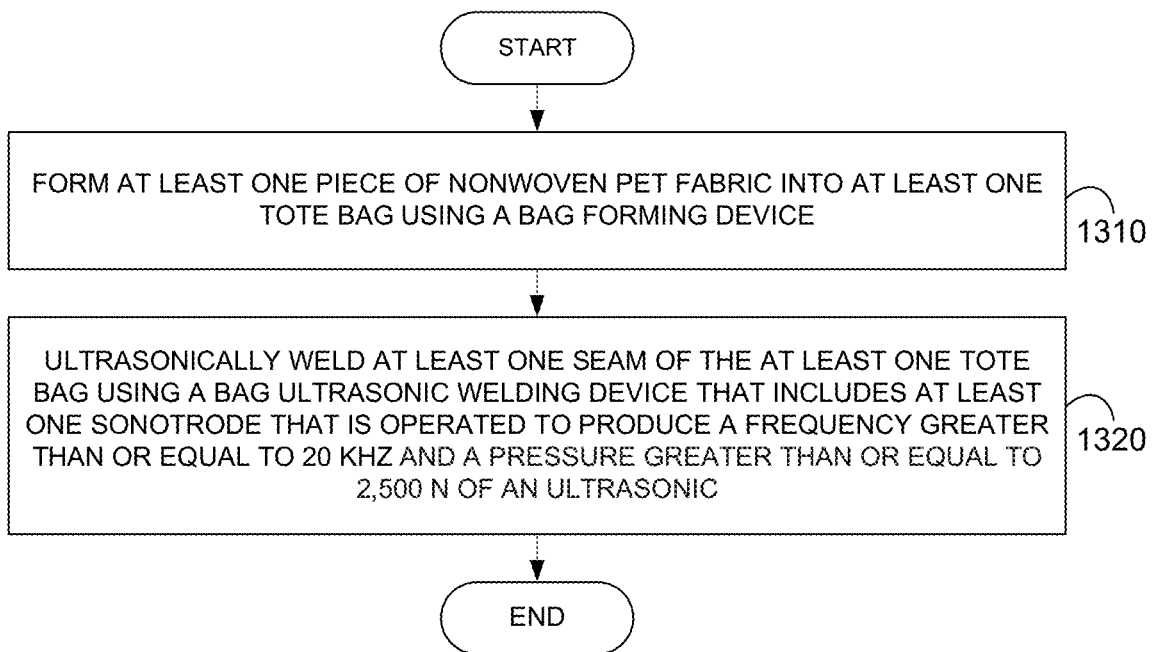 START
FORM AT LEAST ONE PIECE OF NONWOVEN PET FABRIC INTO AT LEAST ONE
TOTE BAG USING A BAG FORMING DEVICE
1310
ULTRASONICALLY WELD AT LEAST ONE SEAM OF THE AT LEAST ONE TOTE
BAG USING A BAG ULTRASONIC WELDING DEVICE THAT INCLUDES AT LEAST
ONE SONOTRODE THAT IS OPERATED TO PRODUCE A FREQUENCY GREATER
THAN OR EQUAL TO 20 KHZ AND A PRESSURE GREATER THAN OR EQUAL TO
2,500 N OF AN ULTRASONIC
1320
END